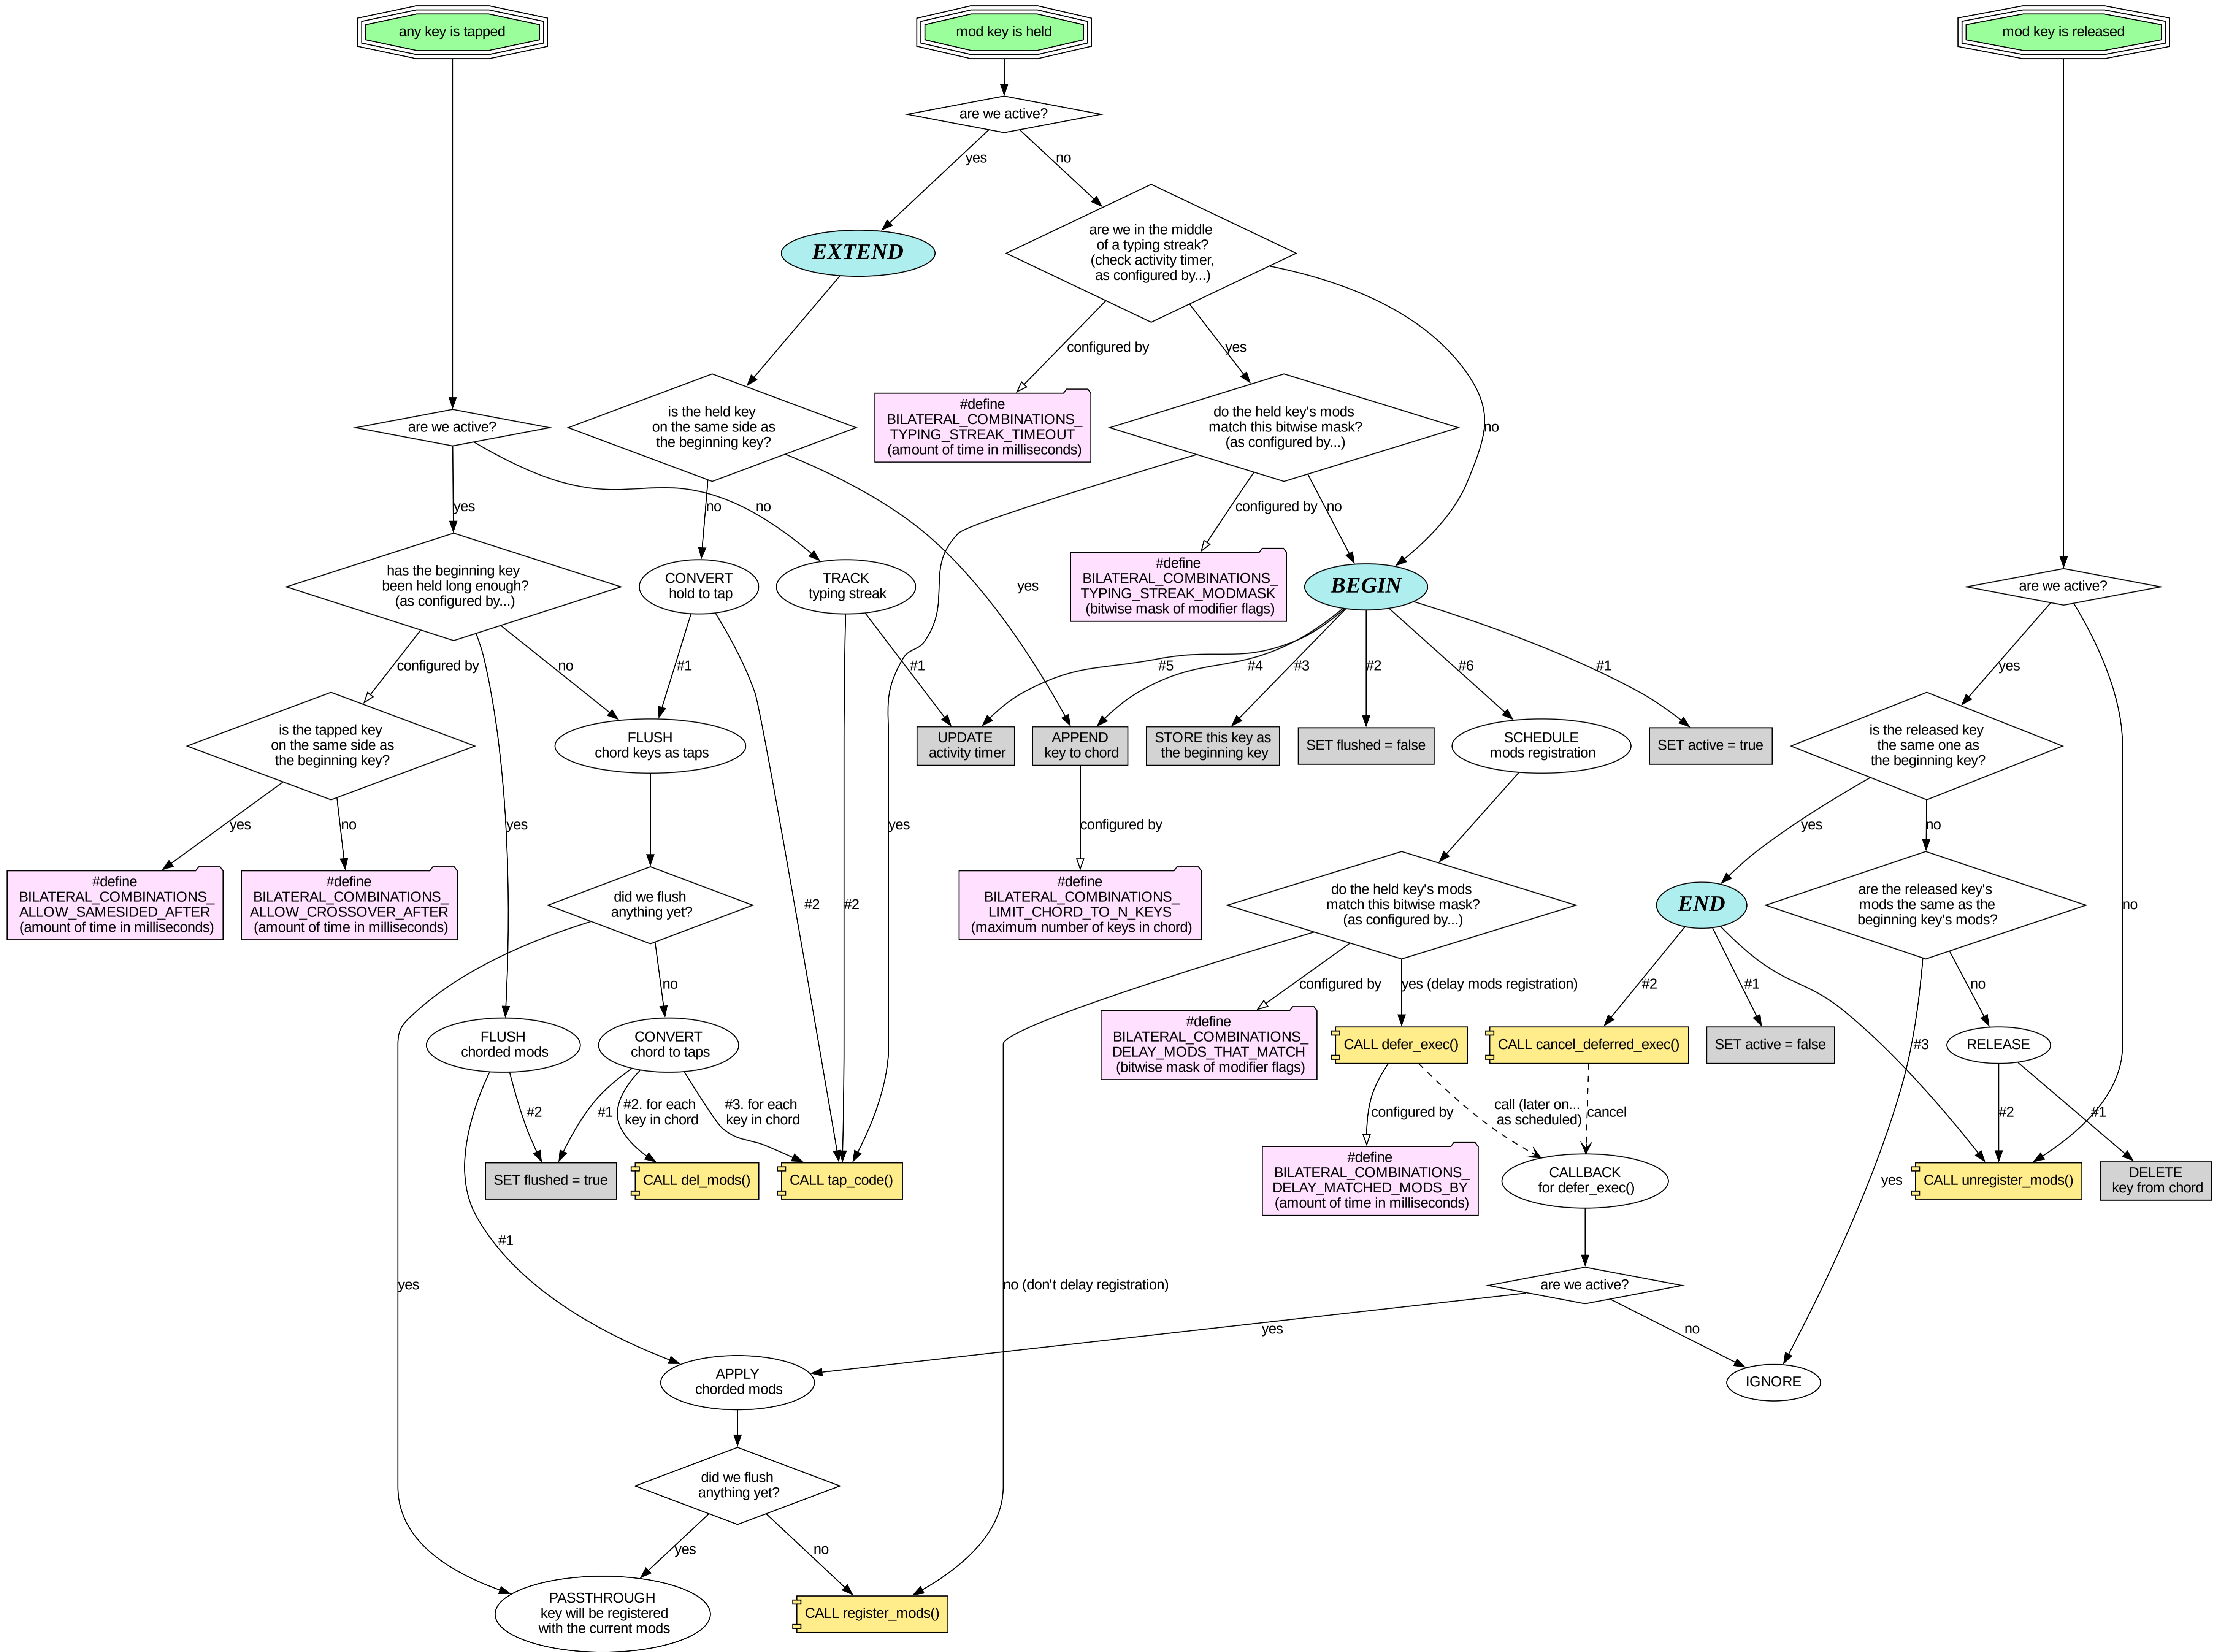 any key is tapped
mod key is held
mod key is released
are we active?
yes
no
EXTEND
are we in the middle
of a typing streak?
(check activity timer,
as configured by...)
configured by
yes
no
#define
BILATERAL_COMBINATIONS_
TYPING_STREAK_TIMEOUT
(amount of time in milliseconds)
are we active?
is the held key
on the same side as
the beginning key?
do the held key's mods
match this bitwise mask?
(as configured by...)
yes
no
no
yes
configured by
no
has the beginning key
been held long enough?
(as configured by...)
CONVERT
hold to tap
TRACK
typing streak
#define
BILATERAL_COMBINATIONS_
TYPING_STREAK_MODMASK
(bitwise mask of modifier flags)
BEGIN
are we active?
configured by
no
#1
#1
#5
#4
#3
#2
#6
#1
yes
is the tapped key
on the same side as
the beginning key?
FLUSH
chord keys as taps
UPDATE
activity timer
APPEND
key to chord
STORE this key as
the beginning key
SET flushed = false
SCHEDULE
mods registration
SET active = true
is the released key
the same one as
the beginning key?
yes
no
yes
yes
configured by
yes
no
#define
BILATERAL_COMBINATIONS_
ALLOW_SAMESIDED_AFTER
(amount of time in milliseconds)
#define
BILATERAL_COMBINATIONS_
ALLOW_CROSSOVER_AFTER
(amount of time in milliseconds)
did we flush
anything yet?
#2
#2
#define
BILATERAL_COMBINATIONS_
LIMIT_CHORD_TO_N_KEYS
(maximum number of keys in chord)
do the held key's mods
match this bitwise mask?
(as configured by...)
END
are the released key's
mods the same as the
beginning key's mods?
no
no
configured by
yes (delay mods registration)
#2
#1
no
FLUSH
chorded mods
CONVERT
chord to taps
#define
BILATERAL_COMBINATIONS_
DELAY_MODS_THAT_MATCH
(bitwise mask of modifier flags)
CALL defer_exec()
CALL cancel_deferred_exec()
SET active = false
#3
RELEASE
#2
#1
#2. for each
key in chord
#3. for each
key in chord
configured by
call (later on...
as scheduled)
cancel
#2
#1
SET flushed = true
CALL del_mods()
CALL tap_code()
#define
BILATERAL_COMBINATIONS_
DELAY_MATCHED_MODS_BY
(amount of time in milliseconds)
CALLBACK
for defer_exec()
yes
CALL unregister_mods()
DELETE
key from chord
#1
yes
no (don't delay registration)
are we active?
yes
no
APPLY
chorded mods
IGNORE
did we flush
anything yet?
yes
no
PASSTHROUGH
key will be registered
with the current mods
CALL register_mods()